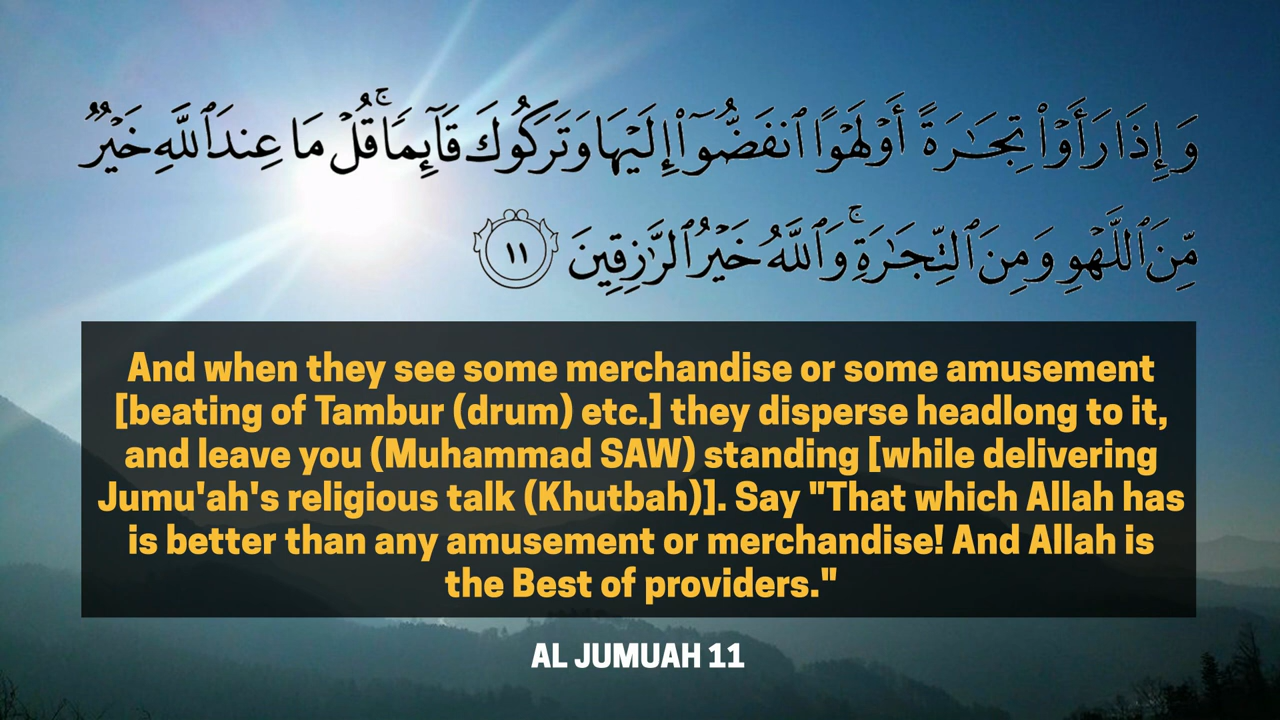 وَإِذَا رَأَوْا۟ تِجَـٰرَةً أَوْ لَهْوًا ٱنفَضُّوٓا۟ إِلَيْهَا وَتَرَكُوكَ قَآئِمًا ۚ قُلْ مَا عِندَ ٱللَّهِ خَيْرٌ
مِّنَ ٱللَّهْوِ وَمِنَ ٱلتِّجَـٰرَةِ ۚ وَٱللَّهُ خَيْرُ ٱلرَّٰزِقِينَ ١١
And when they see some merchandise or some amusement
[beating of Tambur (drum) etc.] they disperse headlong to it,
and leave you (Muhammad SAW) standing [while delivering
Jumu'ah's religious talk (Khutbah)]. Say "That which Allah has
is better than any amusement or merchandise! And Allah is
the Best of providers."
AL JUMUAH 11